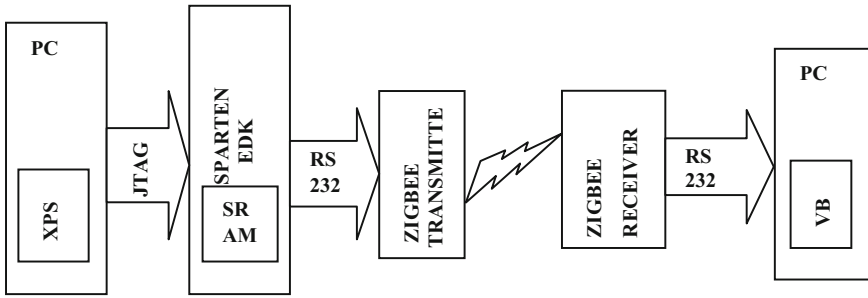 PC
XPS
JTAG
SPARTEN
EDK
SR
AM
RS
232
ZIGBEE
TRANSMITTE
ZIGBEE
RECEIVER
RS
232
PC
VB